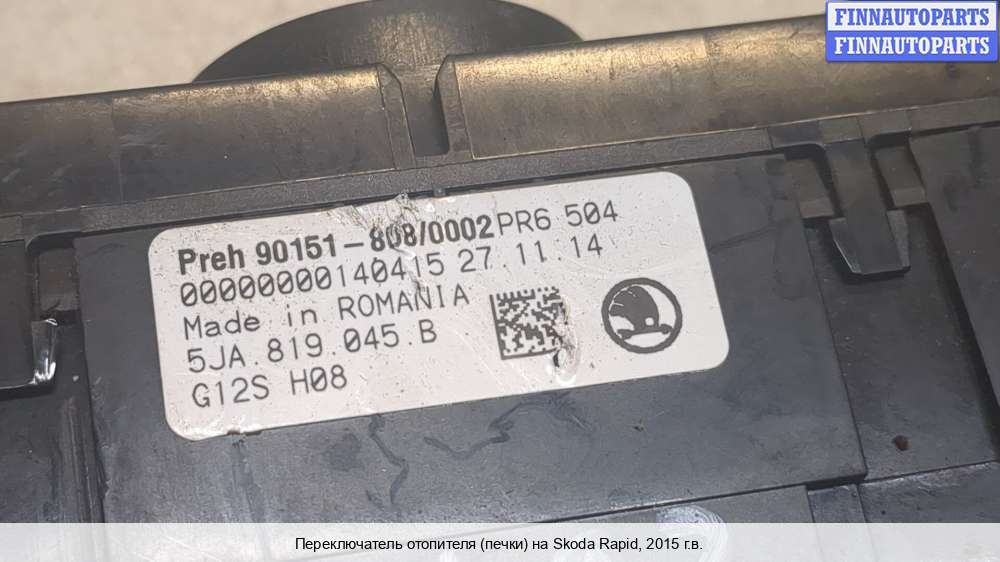 FINNAUTOPARTS
FINNAUTOPARTS
Preh 90151-808/0002 PR6 504
00000000140415 27.11.14
Made in ROMANIA
5JA.819.045.B
G12S H08
Переключатель отопителя (печки) на Skoda Rapid, 2015 г.в.